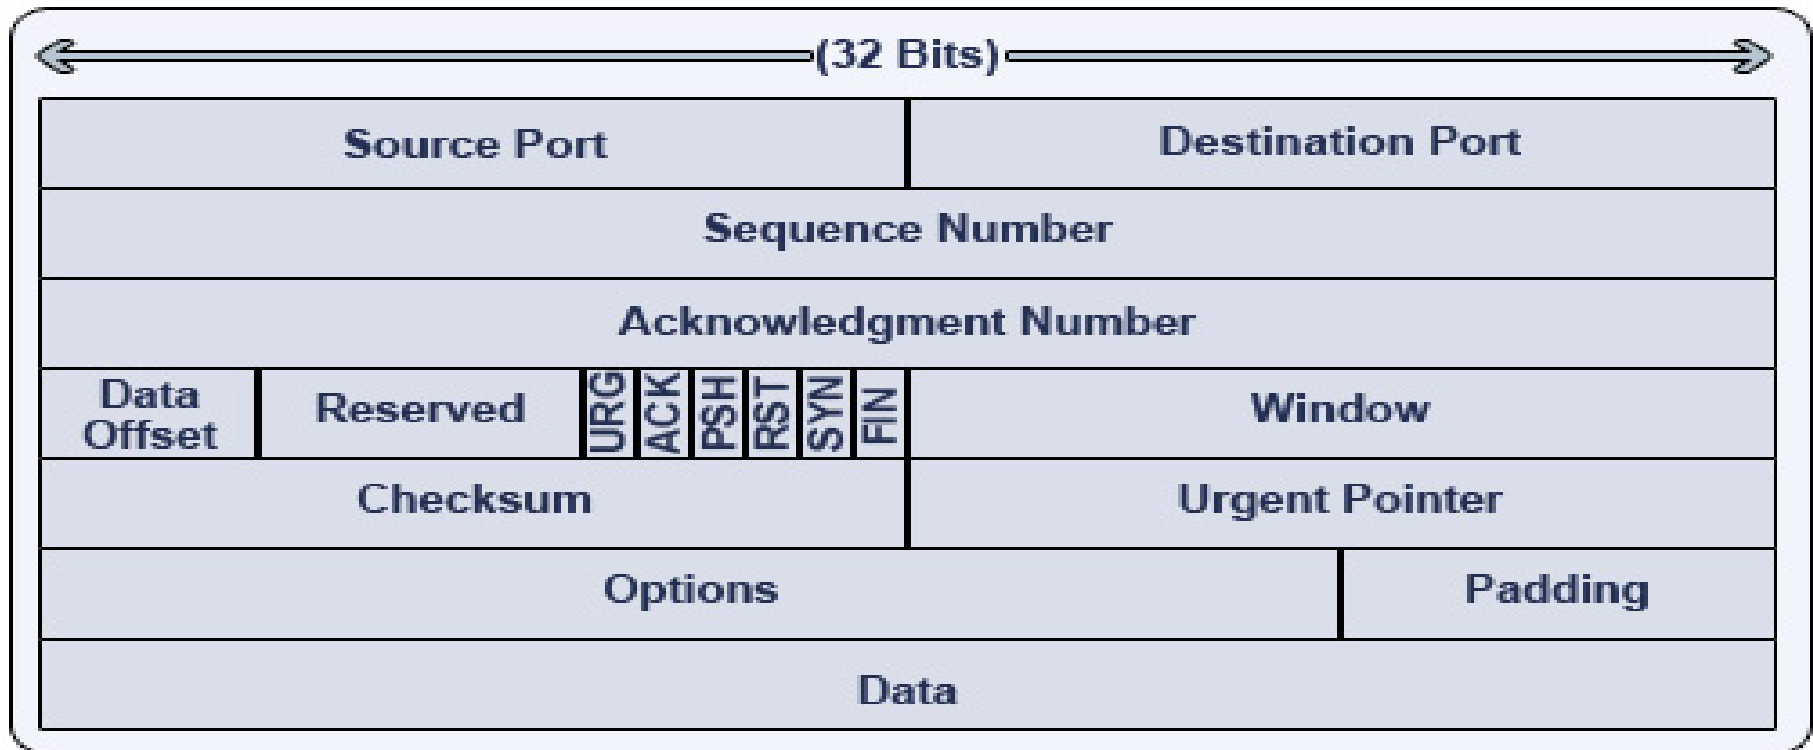 (32 Bits)
Source Port
Destination Port
Sequence Number
Acknowledgment Number
Data
Offset
Reserved
URG
ACK
PSH
RST
SYN
FIN
Window
Checksum
Urgent Pointer
Options
Padding
Data